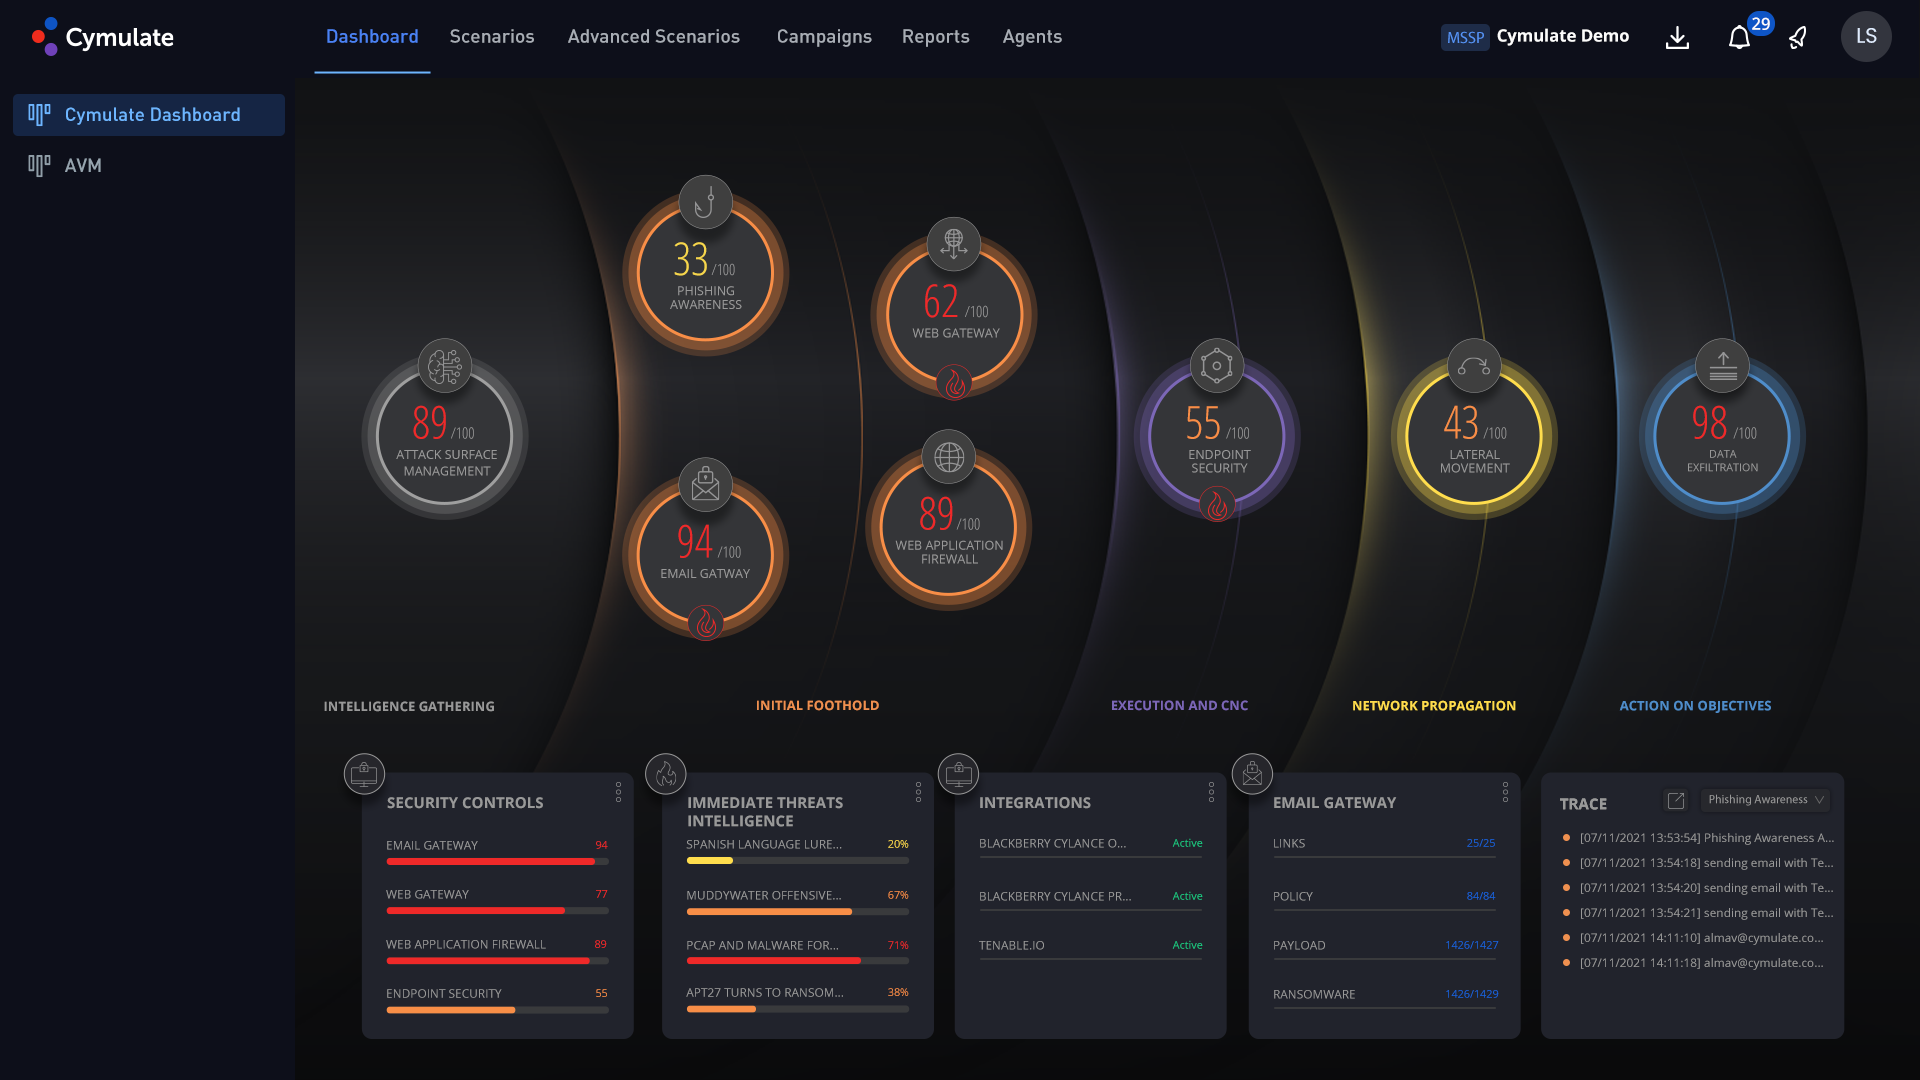 Cymulate
Dashboard
Scenarios
Advanced Scenarios
Campaigns
Reports
Agents
MSSP
Cymulate Demo
29
LS
Cymulate Dashboard
AVM
33 /100
PHISHING
AWARENESS
62 /100
WEB GATEWAY
89 /100
ATTACK SURFACE
MANAGEMENT
94 /100
EMAIL GATWAY
89 /100
WEB APPLICATION
FIREWALL
55 /100
ENDPOINT
SECURITY
43 /100
LATERAL
MOVEMENT
98 /100
DATA
EXFILTRATION
INTELLIGENCE GATHERING
INITIAL FOOTHOLD
EXECUTION AND CNC
NETWORK PROPAGATION
ACTION ON OBJECTIVES
SECURITY CONTROLS
EMAIL GATEWAY 94
WEB GATEWAY 77
WEB APPLICATION FIREWALL 89
ENDPOINT SECURITY 55
IMMEDIATE THREATS
INTELLIGENCE
SPANISH LANGUAGE LURE... 20%
MUDDYWATER OFFENSIVE... 67%
PCAP AND MALWARE FOR... 71%
APT27 TURNS TO RANSOM... 38%
INTEGRATIONS
BLACKBERRY CYLANCE O... Active
BLACKBERRY CYLANCE PR... Active
TENABLE.IO Active
EMAIL GATEWAY
LINKS 25/25
POLICY 84/84
PAYLOAD 1426/1427
RANSOMWARE 1426/1429
TRACE
Phishing Awareness
[07/11/2021 13:53:54] Phishing Awareness A...
[07/11/2021 13:54:18] sending email with Te...
[07/11/2021 13:54:20] sending email with Te...
[07/11/2021 13:54:21] sending email with Te...
[07/11/2021 14:11:10] almav@cymulate.co...
[07/11/2021 14:11:18] almav@cymulate.co...